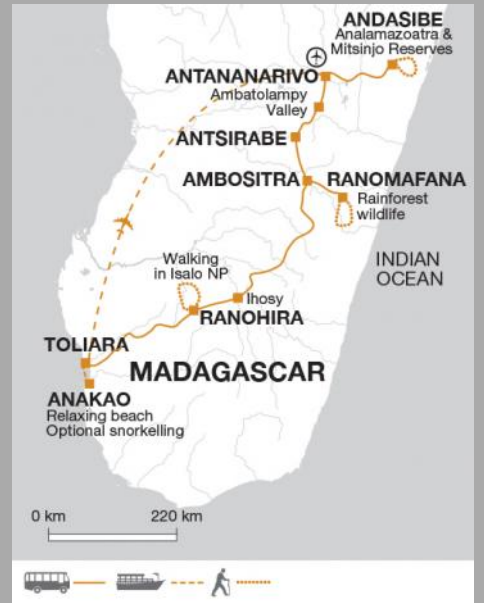 ANDASIBE
Analamazoatra &
Mitsinjo Reserves
ANTANANARIVO
Ambatolampy
Valley
ANTSIRABE
AMBOSITRA
RANOMAFANA
Rainforest
wildlife
INDIAN
OCEAN
Walking
in Isalo NP
Ihosy
RANOHIRA
TOLIARA
MADAGASCAR
ANAKAO
Relaxing beach
Optional snorkelling
0 km
220 km